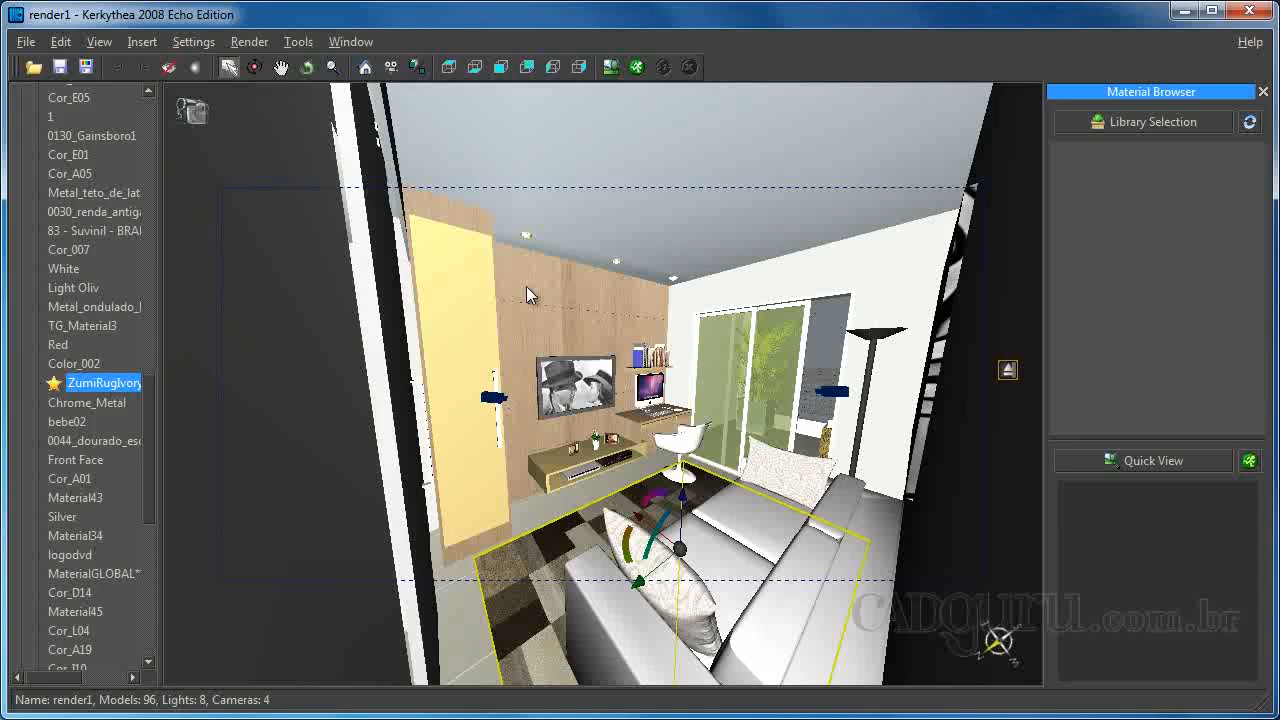 render1 - Kerkythea 2008 Echo Edition
File Edit View Insert Settings Render Tools Window Help
Cor_E05
1
0130_Gainsboro1
Cor_E01
Cor_A05
Metal_teto_de_lat
0030_renda_antig
83 - Suvinil - BRA
Cor_007
White
Light Oliv
Metal_ondulado_
TG_Material3
Red
Color_002
ZumiRugIvory
Chrome_Metal
bebe02
0044_dourado_es
Front Face
Cor_A01
Material43
Silver
Material34
logodvd
MaterialGLOBAL*
Cor_D14
Material45
Cor_L04
Cor_A19
Cor_I10
Material Browser
Library Selection
Quick View
CADGURU.com.br
Name: render1, Models: 96, Lights: 8, Cameras: 4